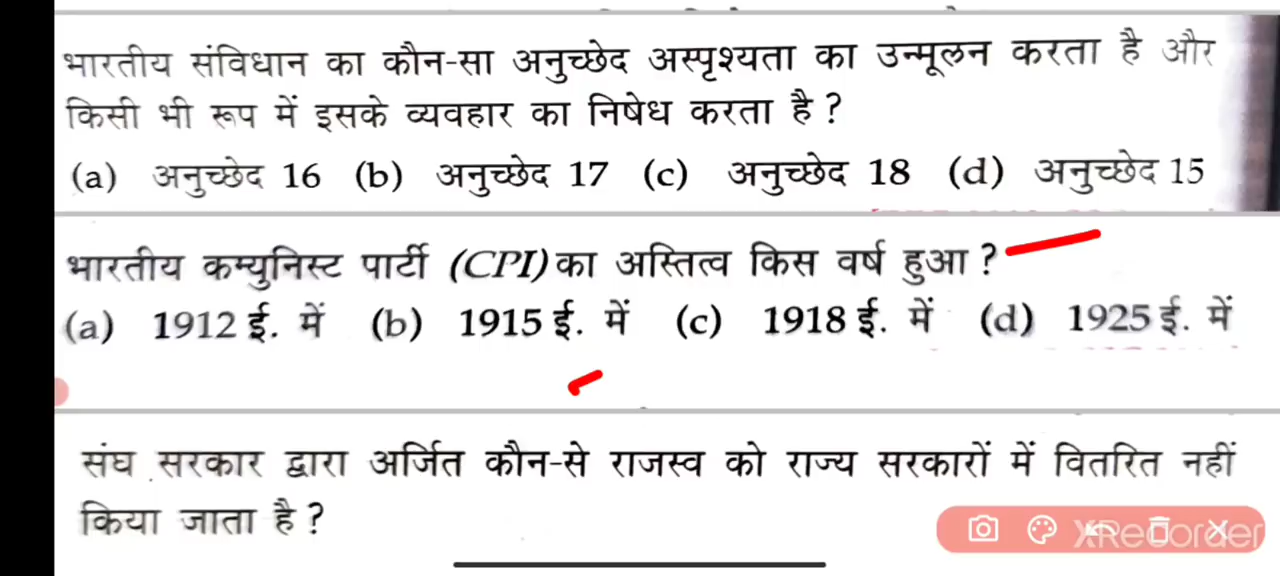 भारतीय संविधान का कौन-सा अनुच्छेद अस्पृश्यता का उन्मूलन करता है और
किसी भी रूप में इसके व्यवहार का निषेध करता है ?
(a) अनुच्छेद 16 (b) अनुच्छेद 17 (c) अनुच्छेद 18 (d) अनुच्छेद 15
भारतीय कम्युनिस्ट पार्टी (CPI) का अस्तित्व किस वर्ष हुआ ?
(a) 1912 ई. में (b) 1915 ई. में (c) 1918 ई. में (d) 1925 ई. में
संघ सरकार द्वारा अर्जित कौन-से राजस्व को राज्य सरकारों में वितरित नहीं
किया जाता है ?
XRecorder